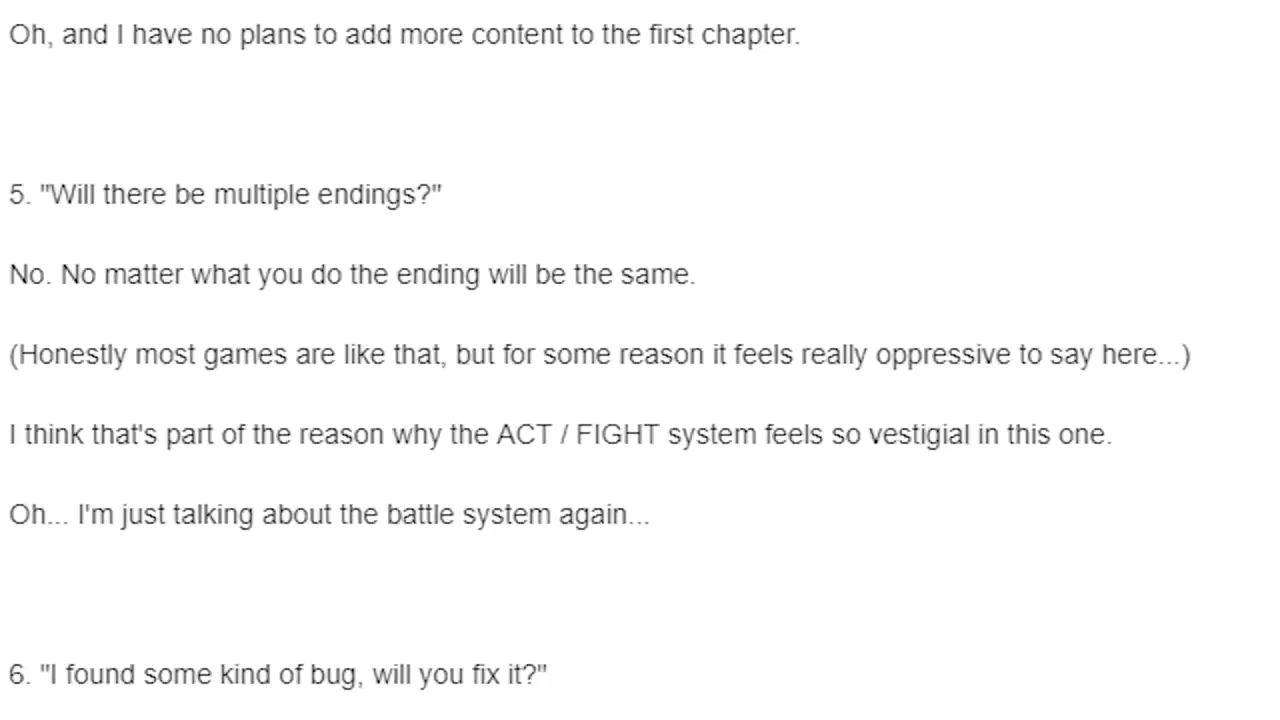 Oh, and I have no plans to add more content to the first chapter.
5. "Will there be multiple endings?"
No. No matter what you do the ending will be the same.
(Honestly most games are like that, but for some reason it feels really oppressive to say here...)
I think that's part of the reason why the ACT / FIGHT system feels so vestigial in this one.
Oh... I'm just talking about the battle system again...
6. "I found some kind of bug, will you fix it?"